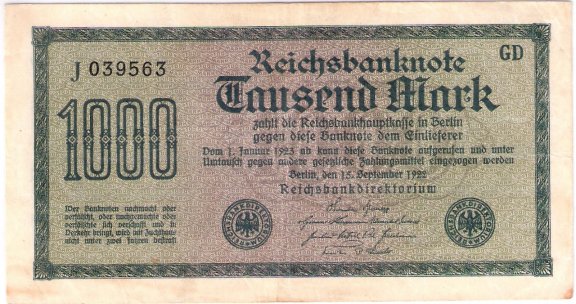 Reichsbanknote
GD
J 039563
Tausend Mark
1000
zahlt die Reichsbankhauptkasse in Berlin
gegen diese Banknote dem Einlieferer
Vom 1. Januar 1923 ab kann diese Banknote aufgerufen und unter
Umtausch gegen andere gesetzliche Zahlungsmittel eingezogen werden
Berlin, den 15. September 1922
Reichsbankdirektorium
Wer Banknoten nachmacht oder
verfälscht, oder nachgemachte oder
verfälschte sich verschafft und in
Verkehr bringt, wird mit Zuchthaus
nicht unter zwei Jahren bestraft
REICHSBANKDIREKTORIUM
REICHSBANKDIREKTORIUM